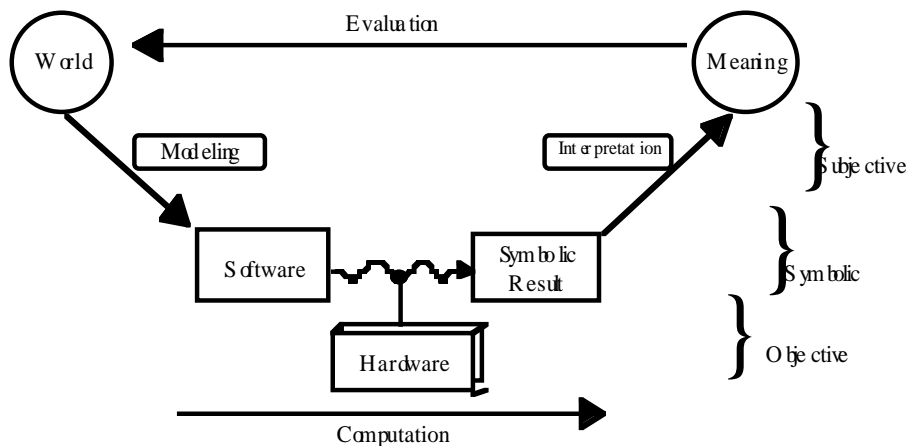 Evaluation
World
Meaning
Modeling
Interpretation
Subjective
Software
Symbolic
Result
Symbolic
Hardware
Objective
Computation